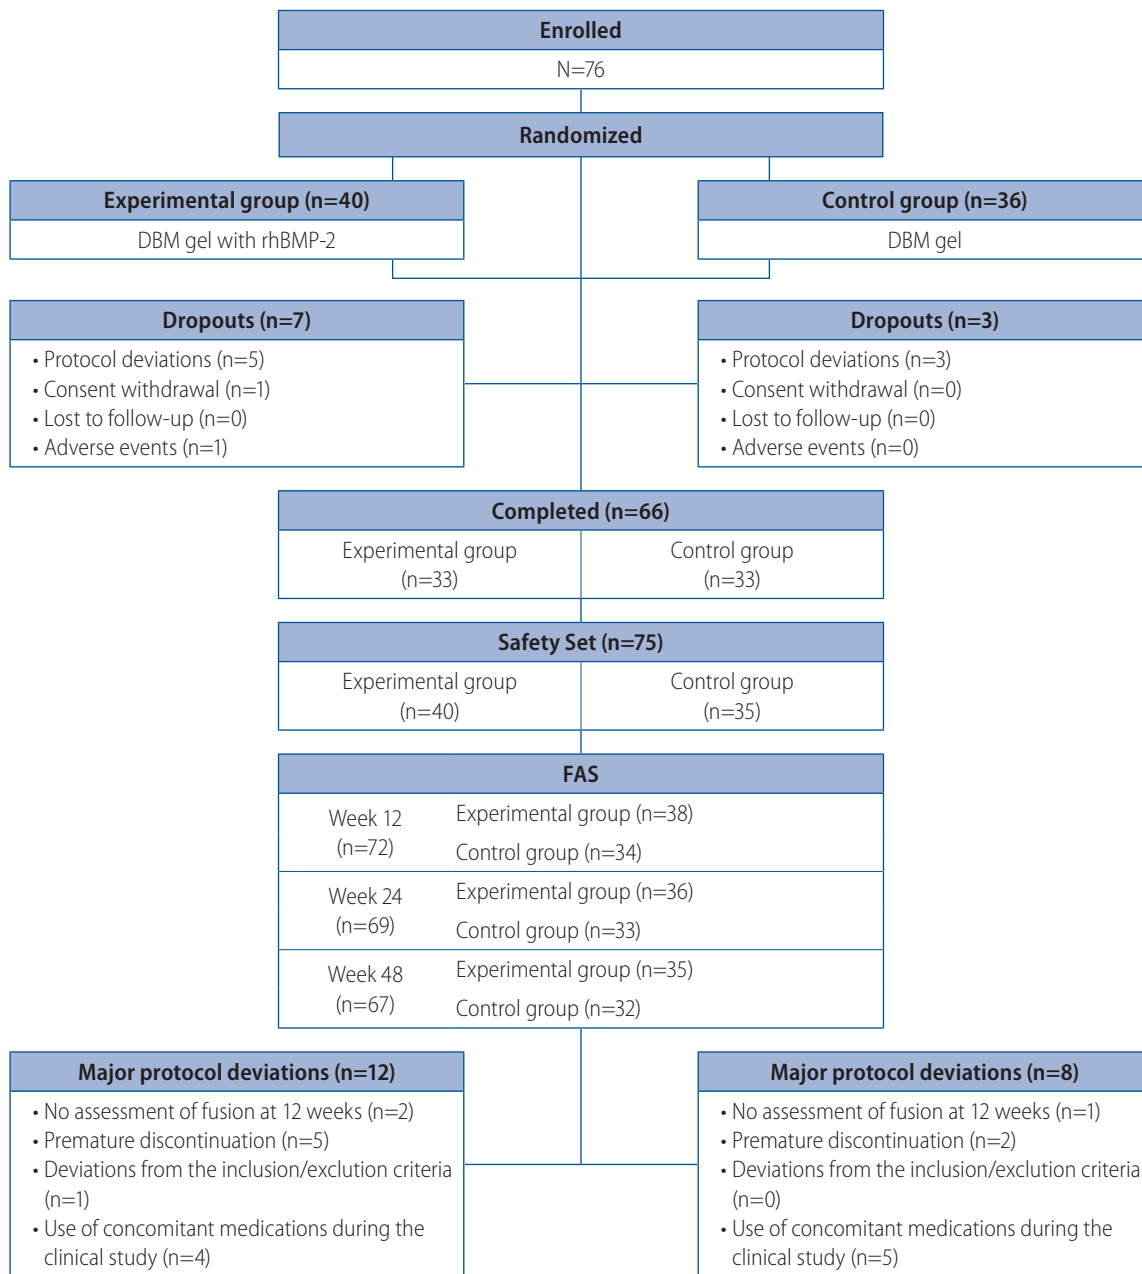 Enrolled
N=76
Randomized
Experimental group (n=40)
DBM gel with rhBMP-2
Control group (n=36)
DBM gel
Dropouts (n=7)
• Protocol deviations (n=5)
• Consent withdrawal (n=1)
• Lost to follow-up (n=0)
• Adverse events (n=1)
Dropouts (n=3)
• Protocol deviations (n=3)
• Consent withdrawal (n=0)
• Lost to follow-up (n=0)
• Adverse events (n=0)
Completed (n=66)
Experimental group
(n=33)
Control group
(n=33)
Safety Set (n=75)
Experimental group
(n=40)
Control group
(n=35)
FAS
Week 12
(n=72)
Experimental group (n=38)
Control group (n=34)
Week 24
(n=69)
Experimental group (n=36)
Control group (n=33)
Week 48
(n=67)
Experimental group (n=35)
Control group (n=32)
Major protocol deviations (n=12)
• No assessment of fusion at 12 weeks (n=2)
• Premature discontinuation (n=5)
• Deviations from the inclusion/exclution criteria
(n=1)
• Use of concomitant medications during the
clinical study (n=4)
Major protocol deviations (n=8)
• No assessment of fusion at 12 weeks (n=1)
• Premature discontinuation (n=2)
• Deviations from the inclusion/exclution criteria
(n=0)
• Use of concomitant medications during the
clinical study (n=5)